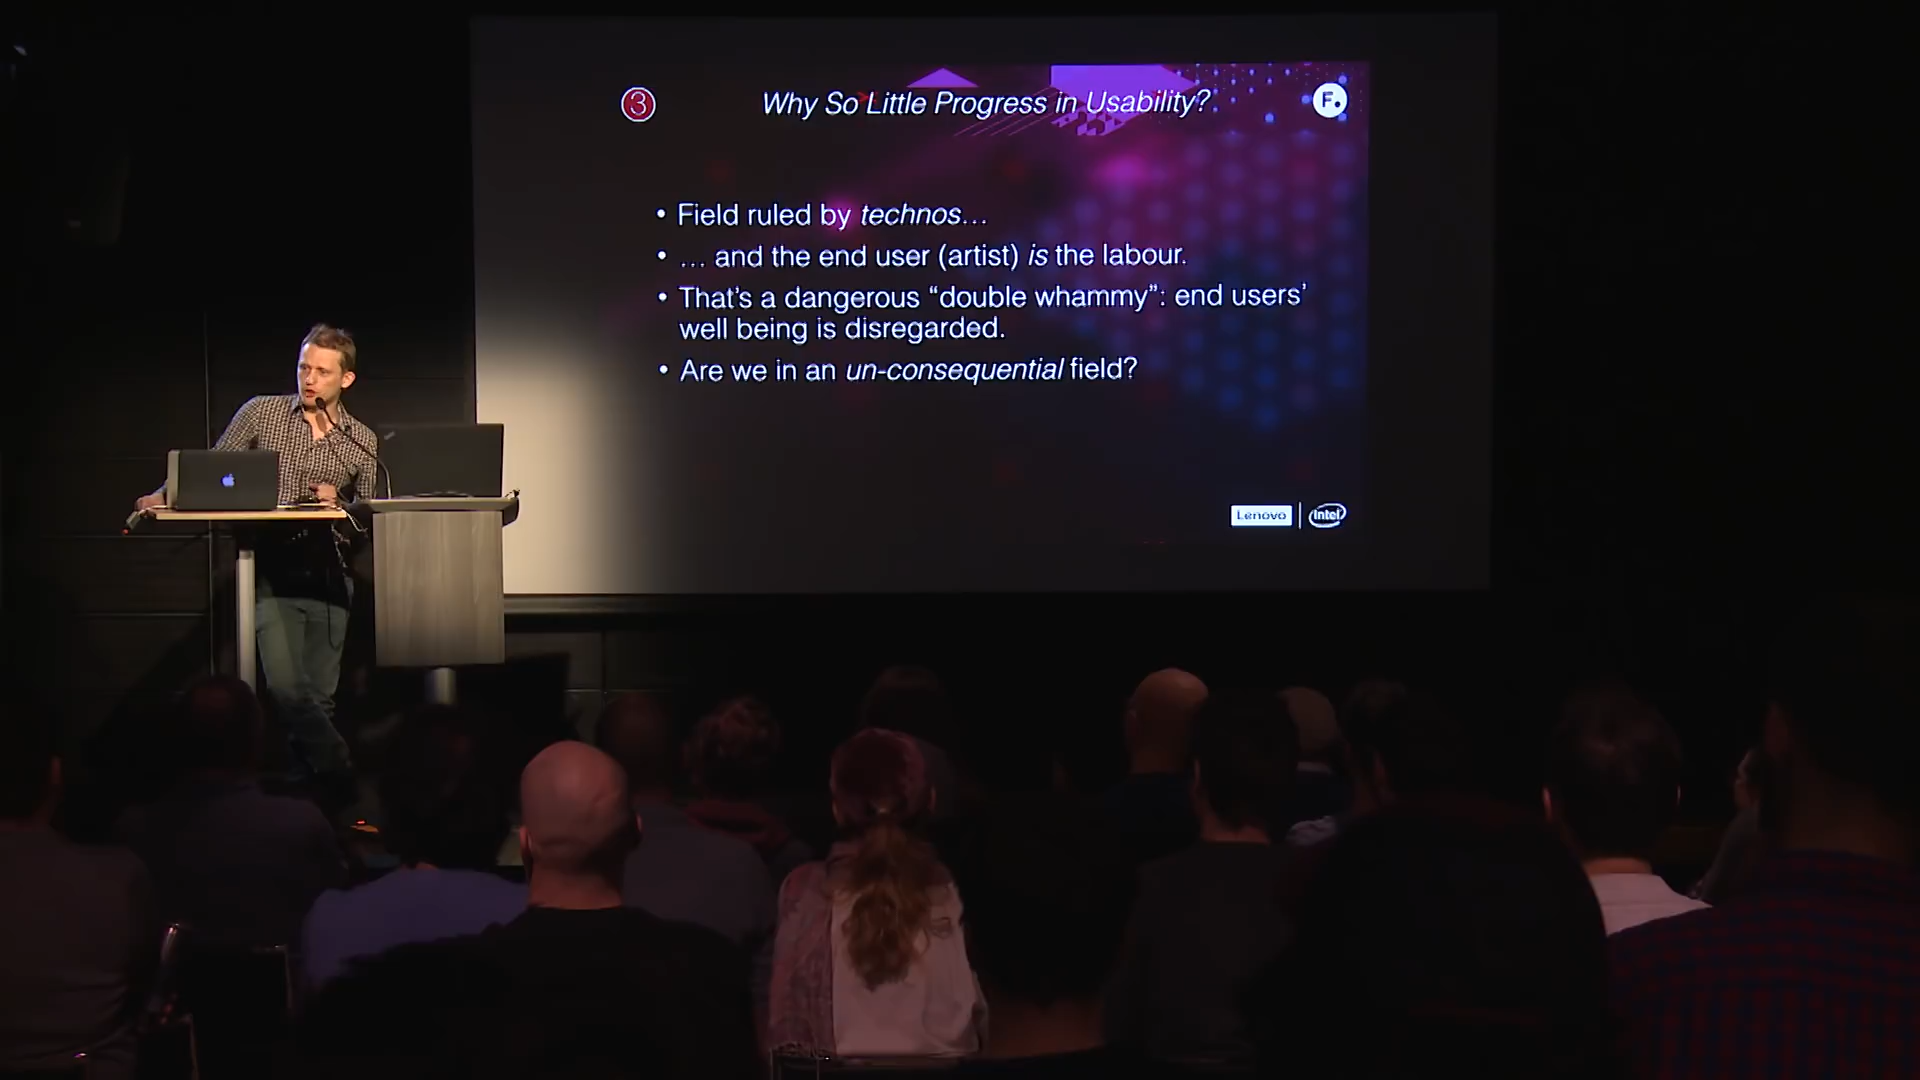 ③ Why So Little Progress in Usability? F.
• Field ruled by technos…
• … and the end user (artist) is the labour.
• That’s a dangerous “double whammy”: end users’
well being is disregarded.
• Are we in an un-consequential field?
Lenovo | intel